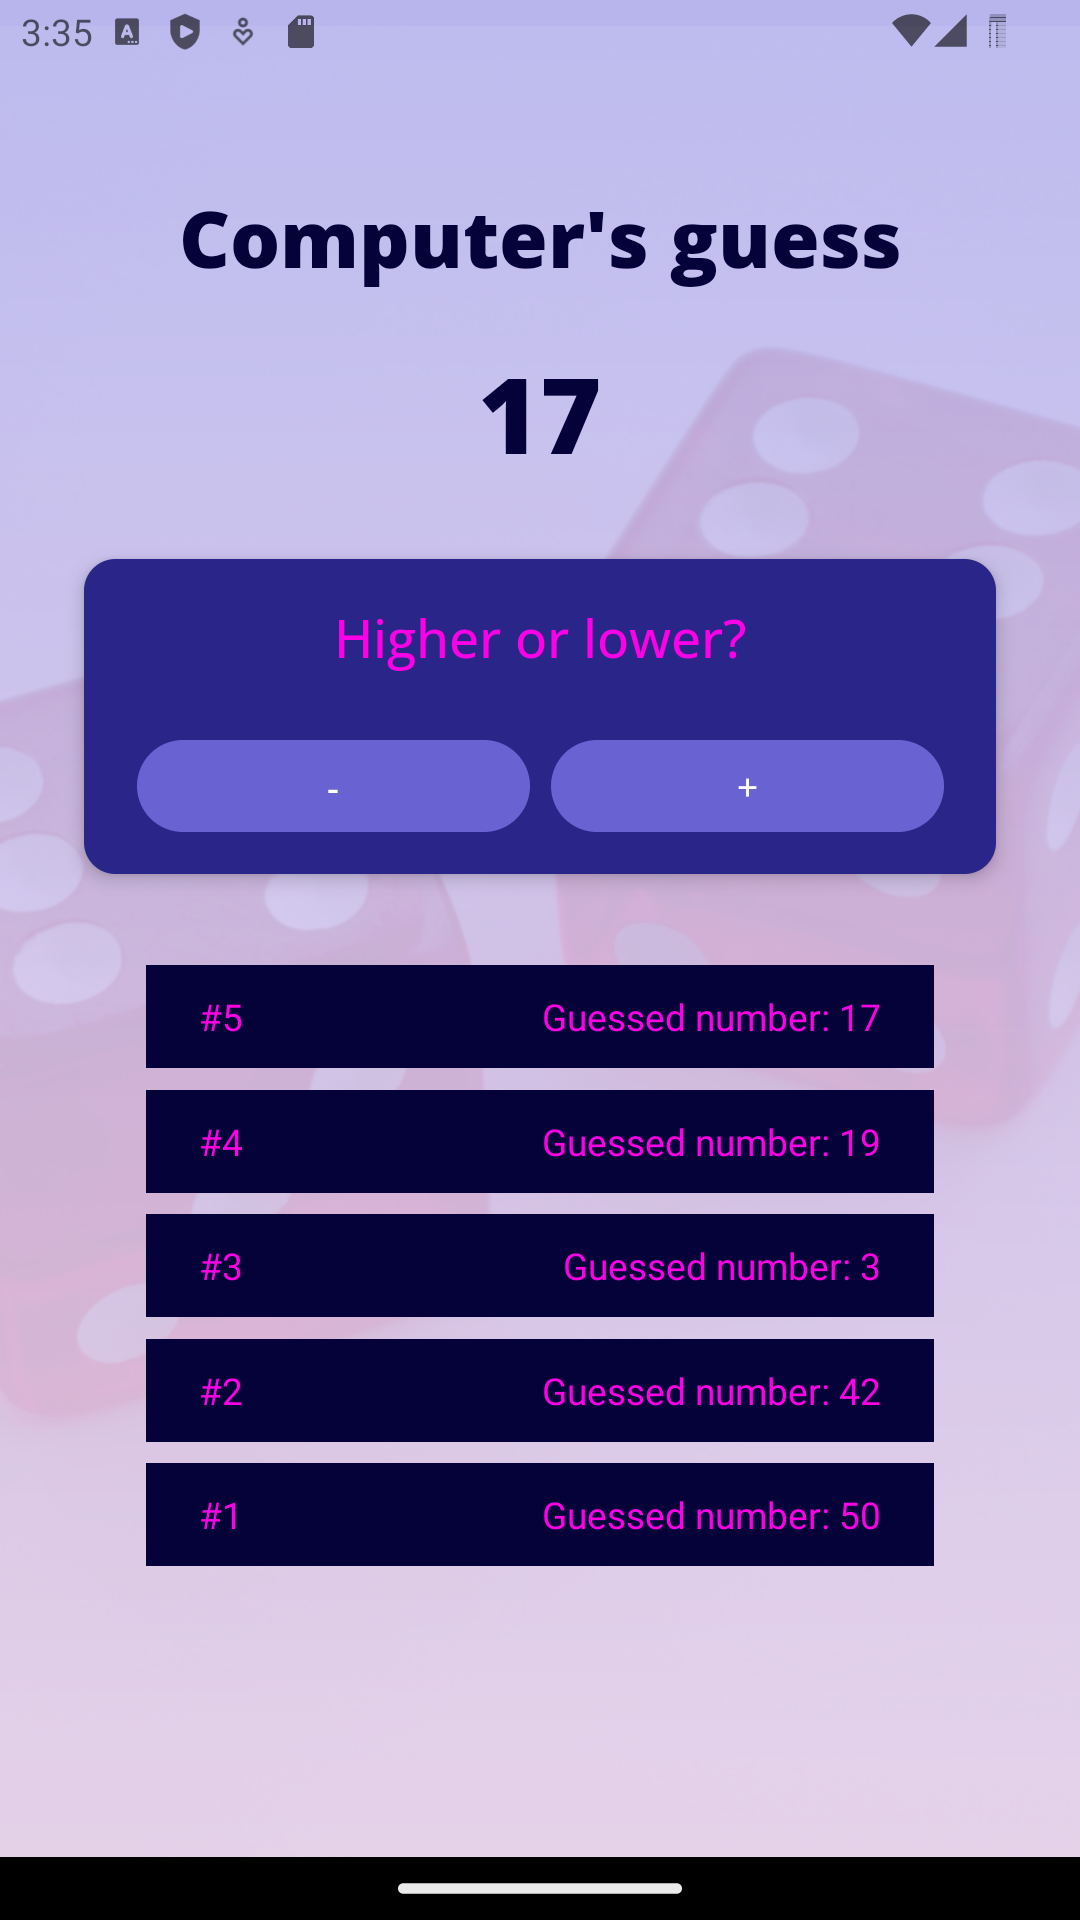 3:35
Computer's guess
17
Higher or lower?
- +
#5 Guessed number: 17
#4 Guessed number: 19
#3 Guessed number: 3
#2 Guessed number: 42
#1 Guessed number: 50